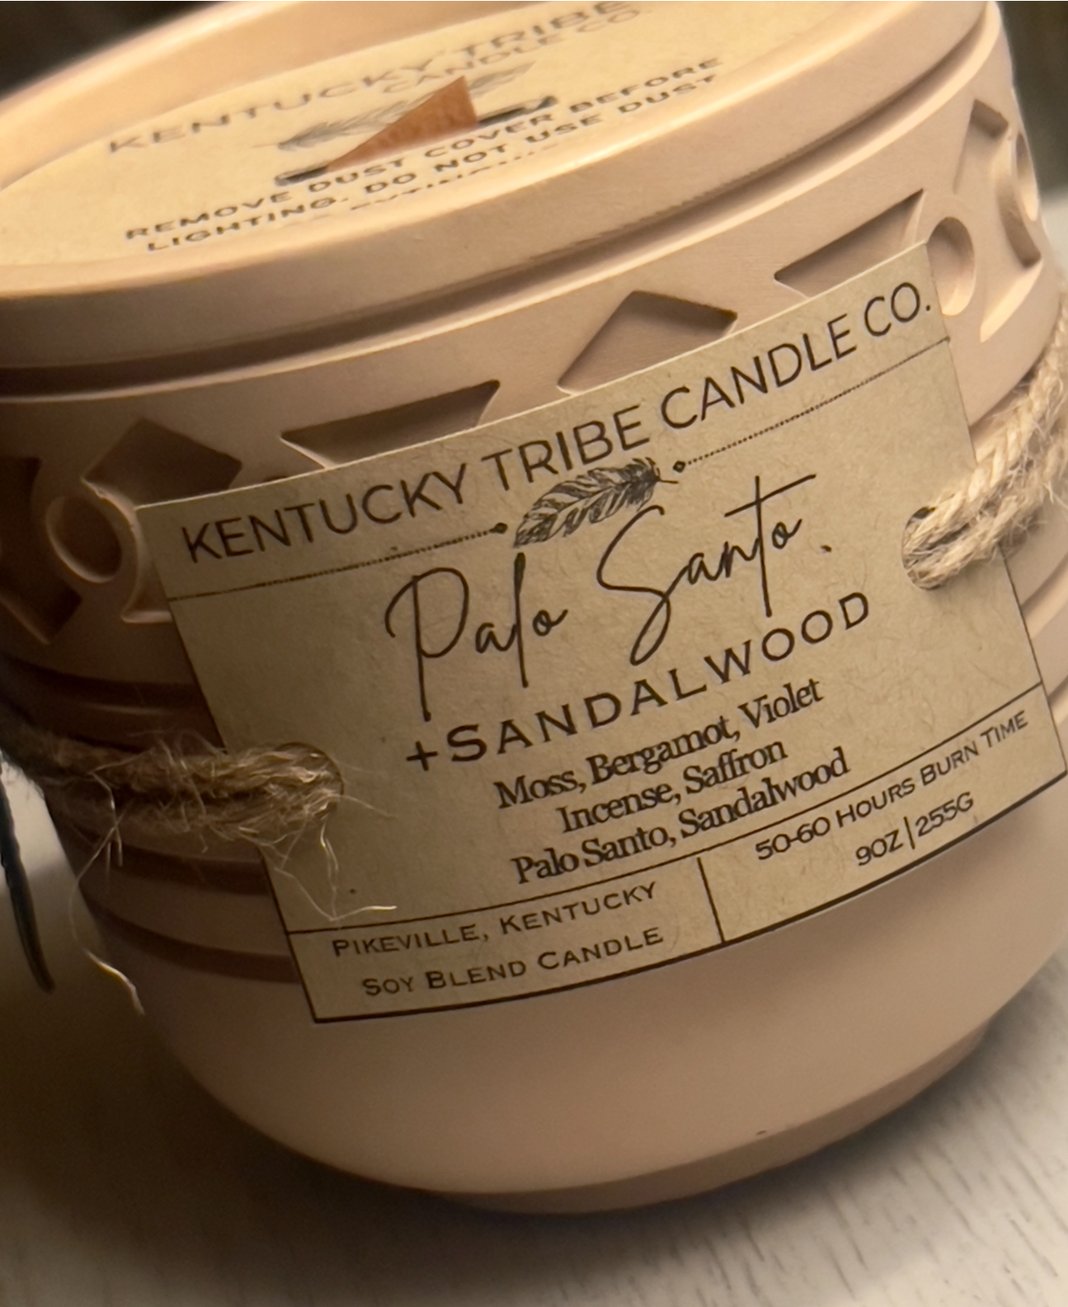 KENTUCKY TRIBE
CANDLE CO
REMOVE DUST COVER BEFORE
LIGHTING. DO NOT USE DUST
KENTUCKY TRIBE CANDLE CO.
Palo Santo
+SANDALWOOD
Moss, Bergamot, Violet
Incense, Saffron
Palo Santo, Sandalwood
PIKEVILLE, KENTUCKY
SOY BLEND CANDLE
50-60 HOURS BURN TIME
9OZ|255G